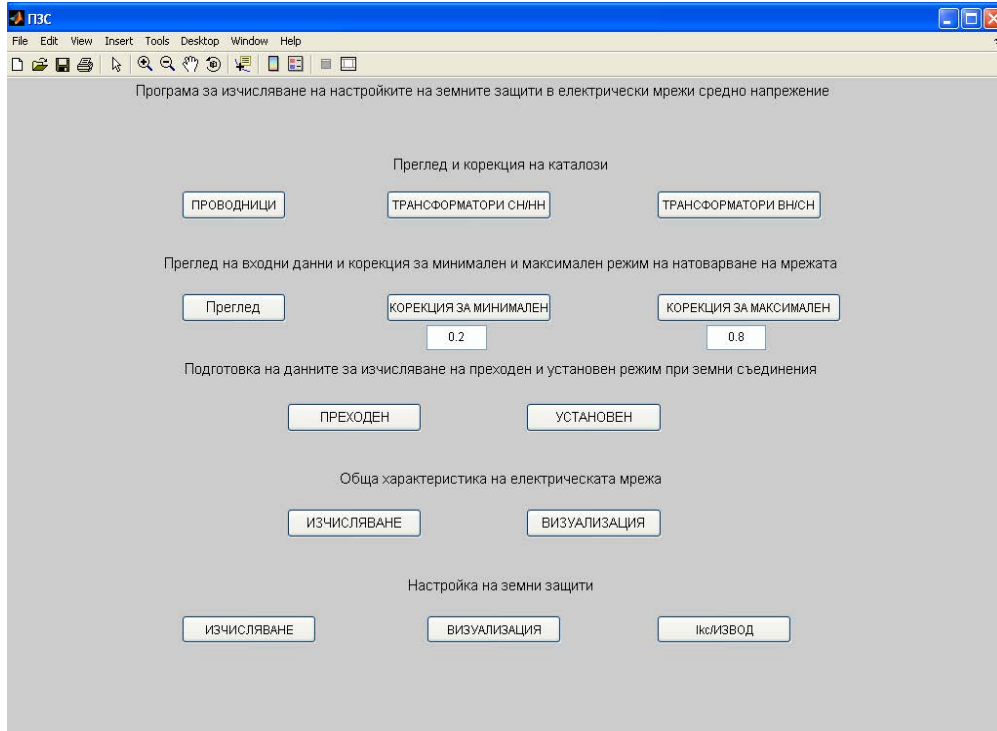 ПЗС
File Edit View Insert Tools Desktop Window Help
Програма за изчисляване на настройките на земните защити в електрически мрежи средно напрежение
Преглед и корекция на каталози
ПРОВОДНИЦИ ТРАНСФОРМАТОРИ СН/НН ТРАНСФОРМАТОРИ ВН/СН
Преглед на входни данни и корекция за минимален и максимален режим на натоварване на мрежата
Преглед КОРЕКЦИЯ ЗА МИНИМАЛЕН КОРЕКЦИЯ ЗА МАКСИМАЛЕН
0.2 0.8
Подготовка на данните за изчисляване на преходен и установен режим при земни съединения
ПРЕХОДЕН УСТАНОВЕН
Обща характеристика на електрическата мрежа
ИЗЧИСЛЯВАНЕ ВИЗУАЛИЗАЦИЯ
Настройка на земни защити
ИЗЧИСЛЯВАНЕ ВИЗУАЛИЗАЦИЯ Ikc/ИЗВОД